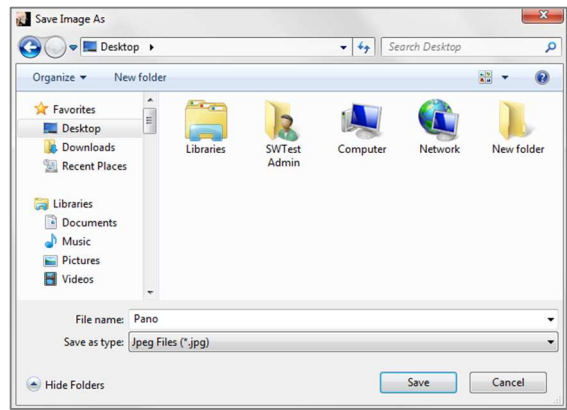 Save Image As
Desktop
Search Desktop
Organize
New folder
Favorites
Desktop
Downloads
Recent Places
Libraries
Documents
Music
Pictures
Videos
Libraries
SWTest
Admin
Computer
Network
New folder
File name: Pano
Save as type: Jpeg Files (*.jpg)
Hide Folders
Save
Cancel